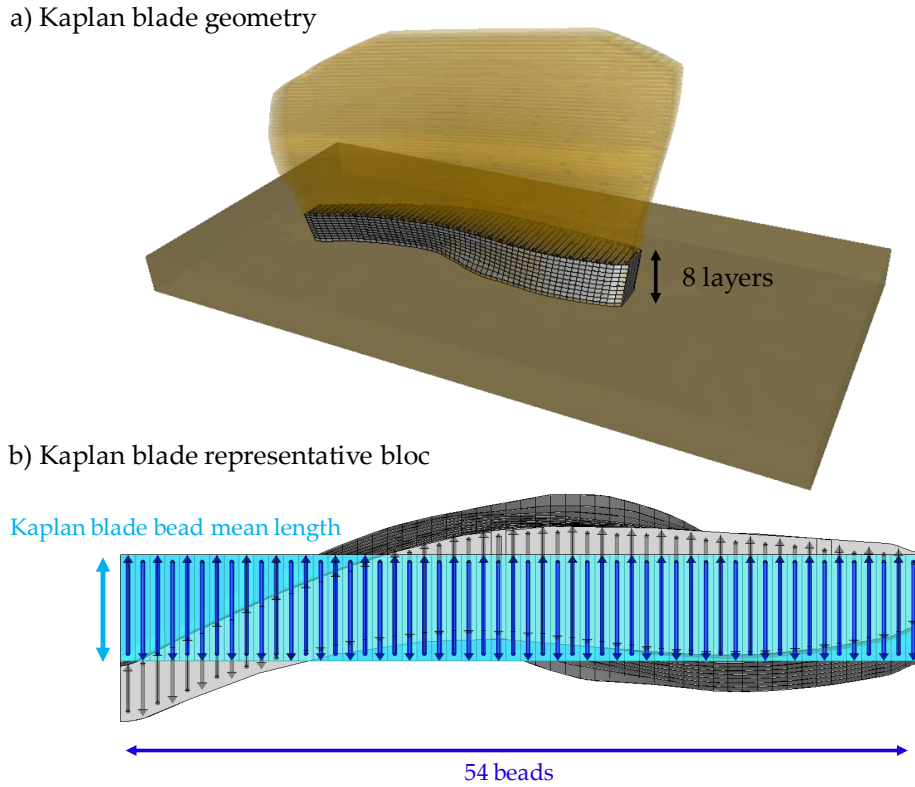 a) Kaplan blade geometry
8 layers
b) Kaplan blade representative bloc
Kaplan blade bead mean length
54 beads